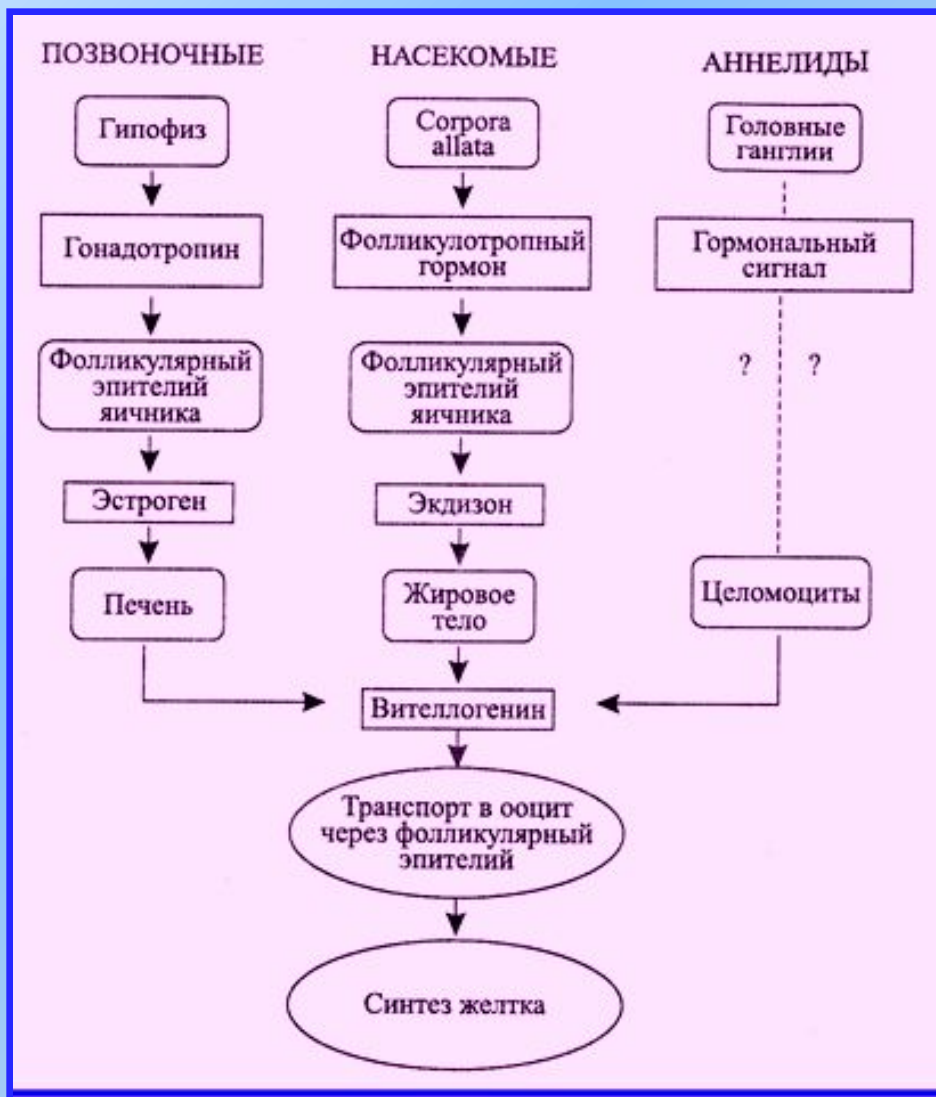 ПОЗВОНОЧНЫЕ
Гипофиз
Гонадотропин
Фолликулярный
эпителий
яичника
Эстроген
Печень
НАСЕКОМЫЕ
Corpora
allata
Фолликулотропный
гормон
Фолликулярный
эпителий
яичника
Экдизон
Жировое
тело
АННЕЛИДЫ
Головные
ганглии
Гормональный
сигнал
? ?
Целомоциты
Вителлогенин
Транспорт в ооцит
через фолликулярный
эпителий
Синтез желтка